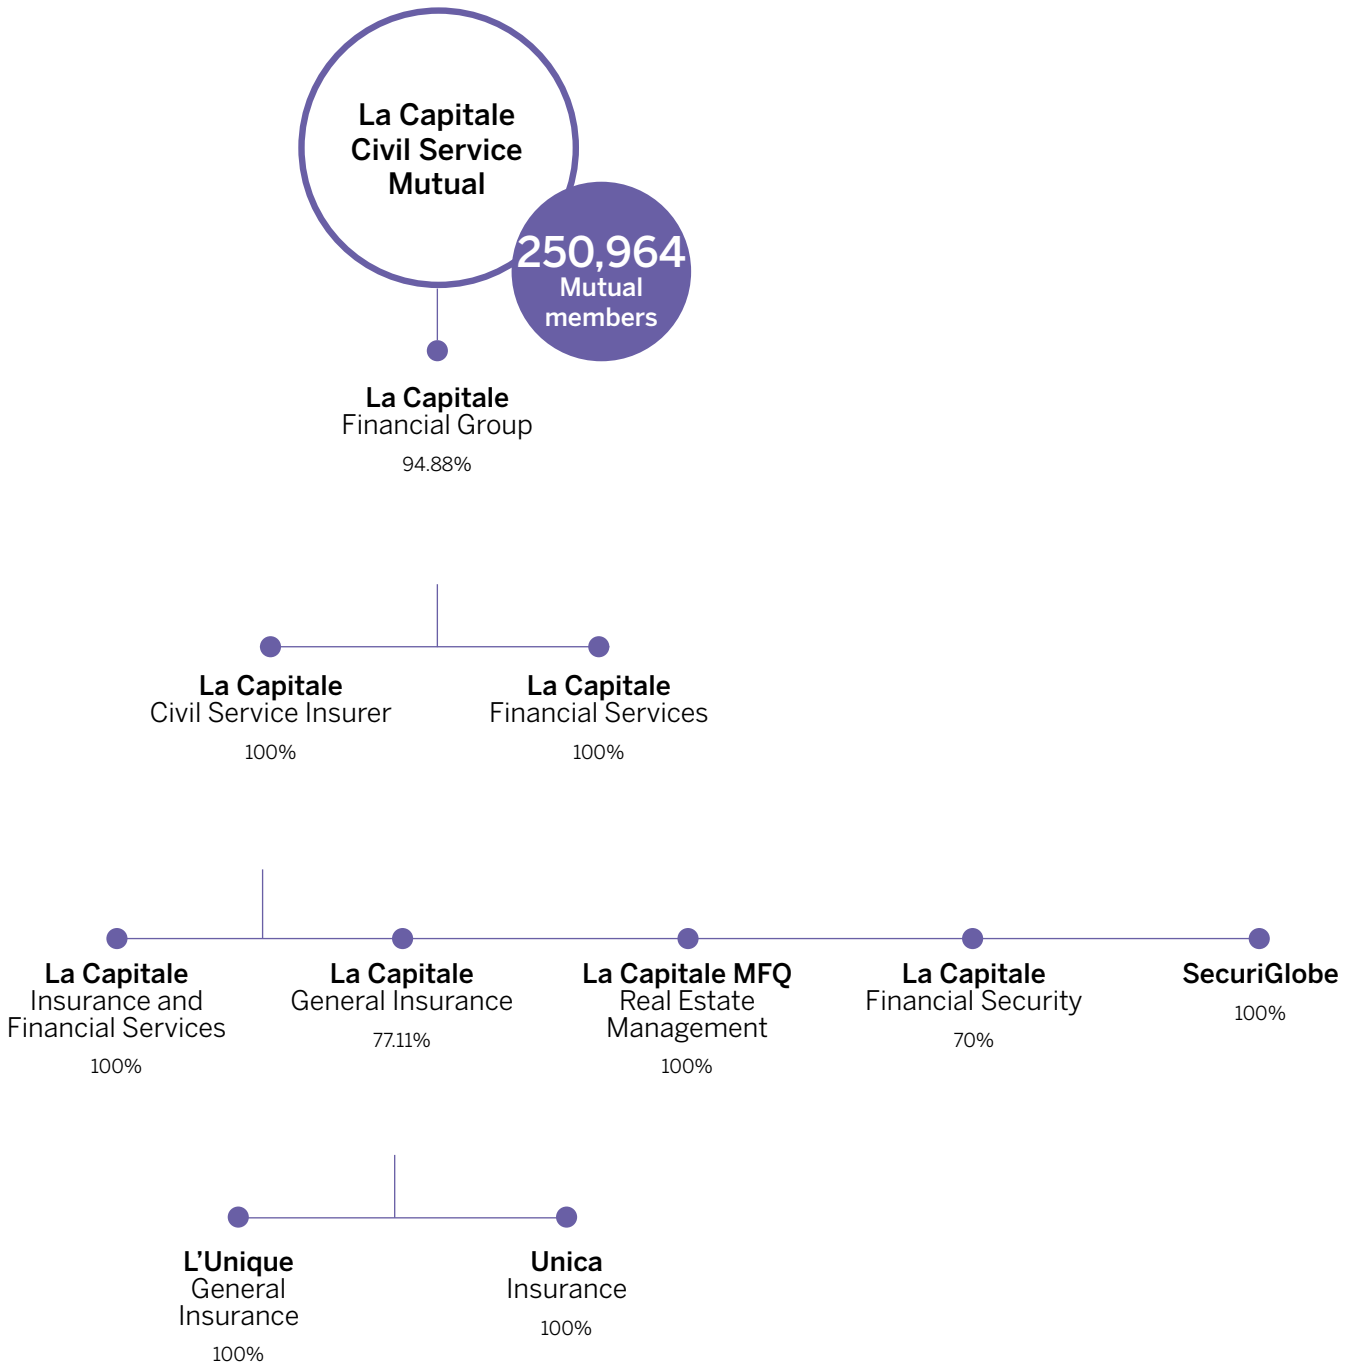 La Capitale
Civil Service
Mutual
250,964
Mutual
members
La Capitale
Financial Group
94.88%
La Capitale
Civil Service Insurer
100%
La Capitale
Financial Services
100%
La Capitale
Insurance and
Financial Services
100%
La Capitale
General Insurance
77.11%
La Capitale MFQ
Real Estate
Management
100%
La Capitale
Financial Security
70%
SecuriGlobe
100%
L’Unique
General
Insurance
100%
Unica
Insurance
100%